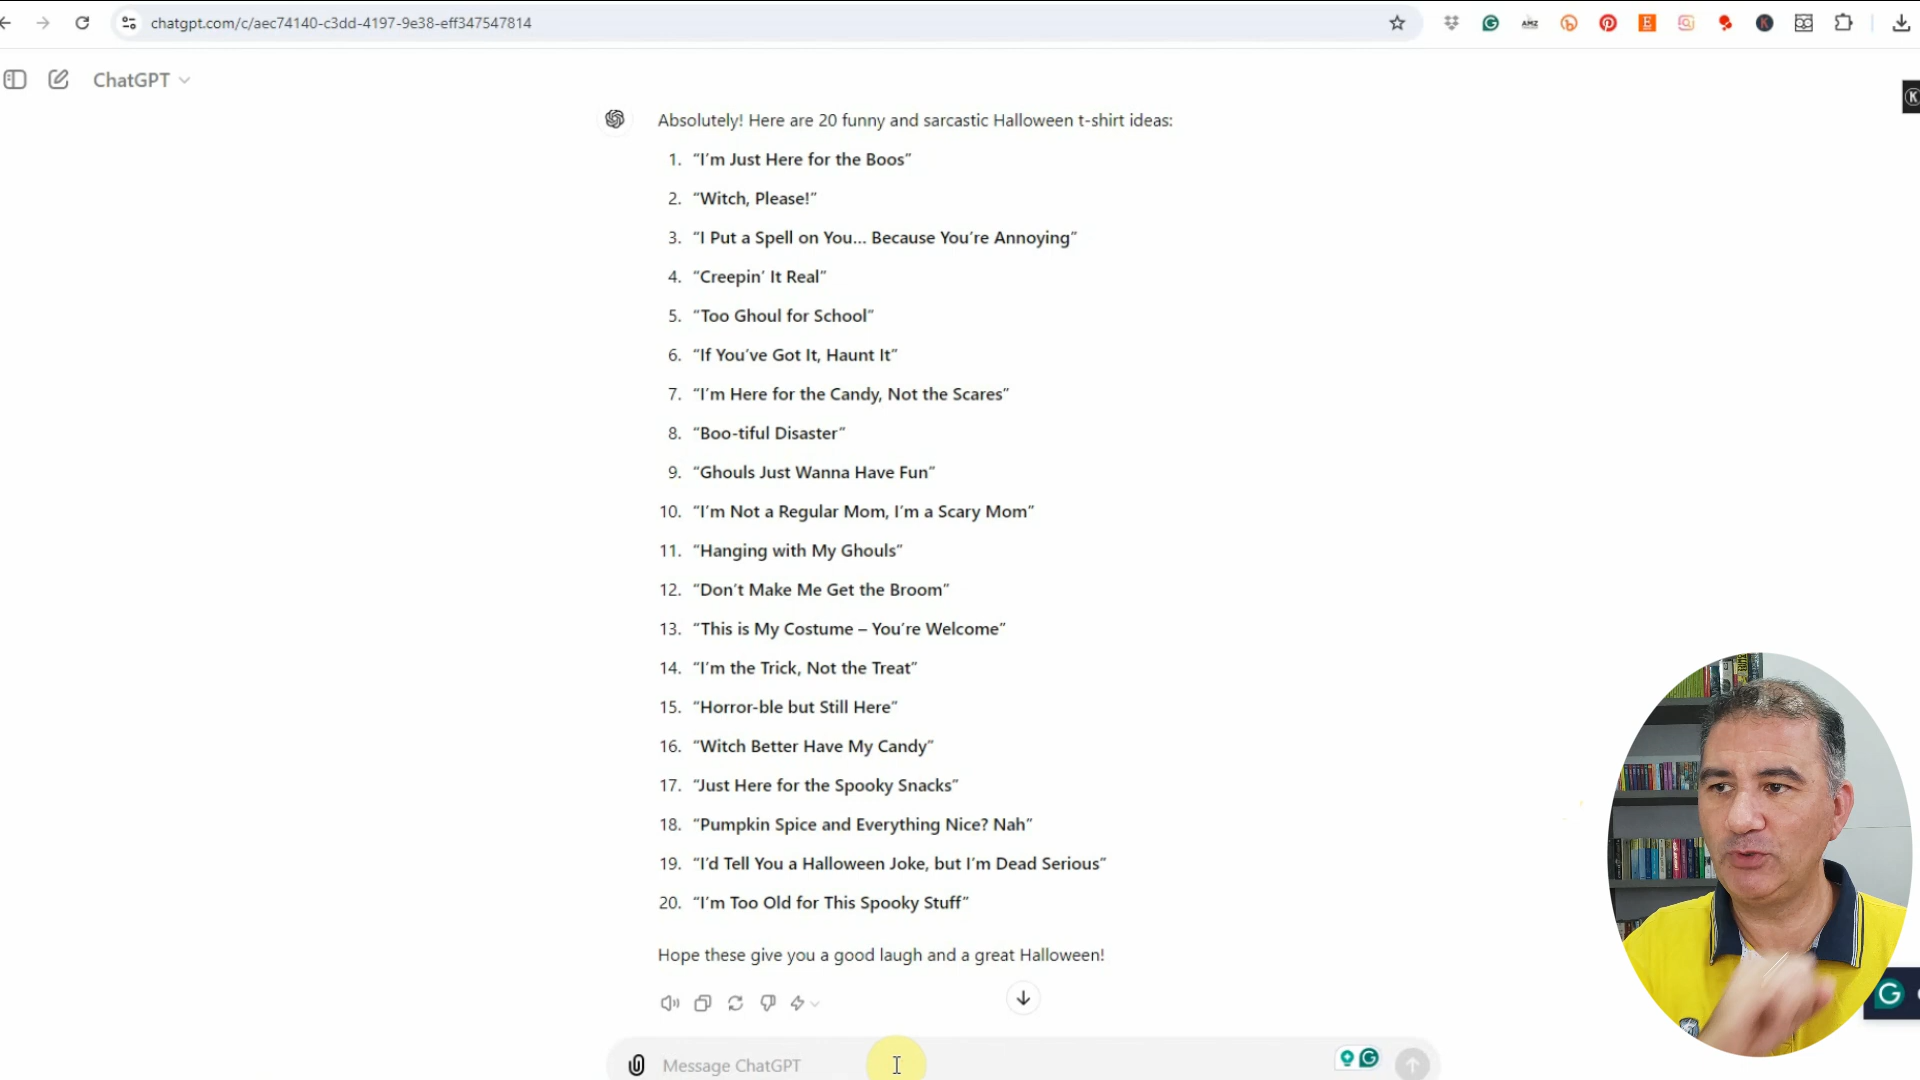 chatgpt.com/c/aec74140-c3dd-4197-9e38-eff347547814
AMZ
ChatGPT
Absolutely! Here are 20 funny and sarcastic Halloween t-shirt ideas:
1. “I’m Just Here for the Boos”
2. “Witch, Please!”
3. “I Put a Spell on You... Because You’re Annoying”
4. “Creepin’ It Real”
5. “Too Ghoul for School”
6. “If You’ve Got It, Haunt It”
7. “I’m Here for the Candy, Not the Scares”
8. “Boo-tiful Disaster”
9. “Ghouls Just Wanna Have Fun”
10. “I’m Not a Regular Mom, I’m a Scary Mom”
11. “Hanging with My Ghouls”
12. “Don’t Make Me Get the Broom”
13. “This is My Costume – You’re Welcome”
14. “I’m the Trick, Not the Treat”
15. “Horror-ble but Still Here”
16. “Witch Better Have My Candy”
17. “Just Here for the Spooky Snacks”
18. “Pumpkin Spice and Everything Nice? Nah”
19. “I’d Tell You a Halloween Joke, but I’m Dead Serious”
20. “I’m Too Old for This Spooky Stuff”
Hope these give you a good laugh and a great Halloween!
Message ChatGPT